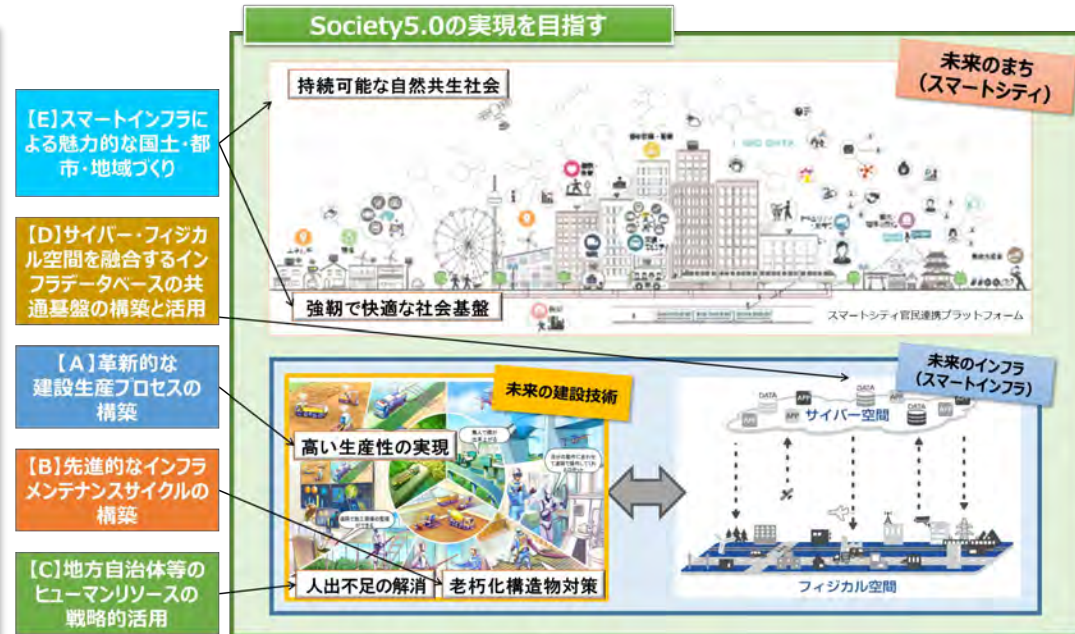 Society5.0の実現を目指す
【E】スマートインフラに
よる魅力的な国土・都
市・地域づくり
【D】サイバー・フィジカ
ル空間を融合するイン
フラデータベースの共
通基盤の構築と活用
【A】革新的な
建設生産プロセスの
構築
【B】先進的なインフラ
メンテナンスサイクルの
構築
【C】地方自治体等の
ヒューマンリソースの
戦略的活用
持続可能な自然共生社会
未来のまち
（スマートシティ）
強靭で快適な社会基盤
スマートシティ官民連携プラットフォーム
未来の建設技術
高い生産性の実現
人出不足の解消
老朽化構造物対策
未来のインフラ
（スマートインフラ）
DATA
DATA
DATA
DATA
APP
APP
APP
APP
サイバー空間
フィジカル空間